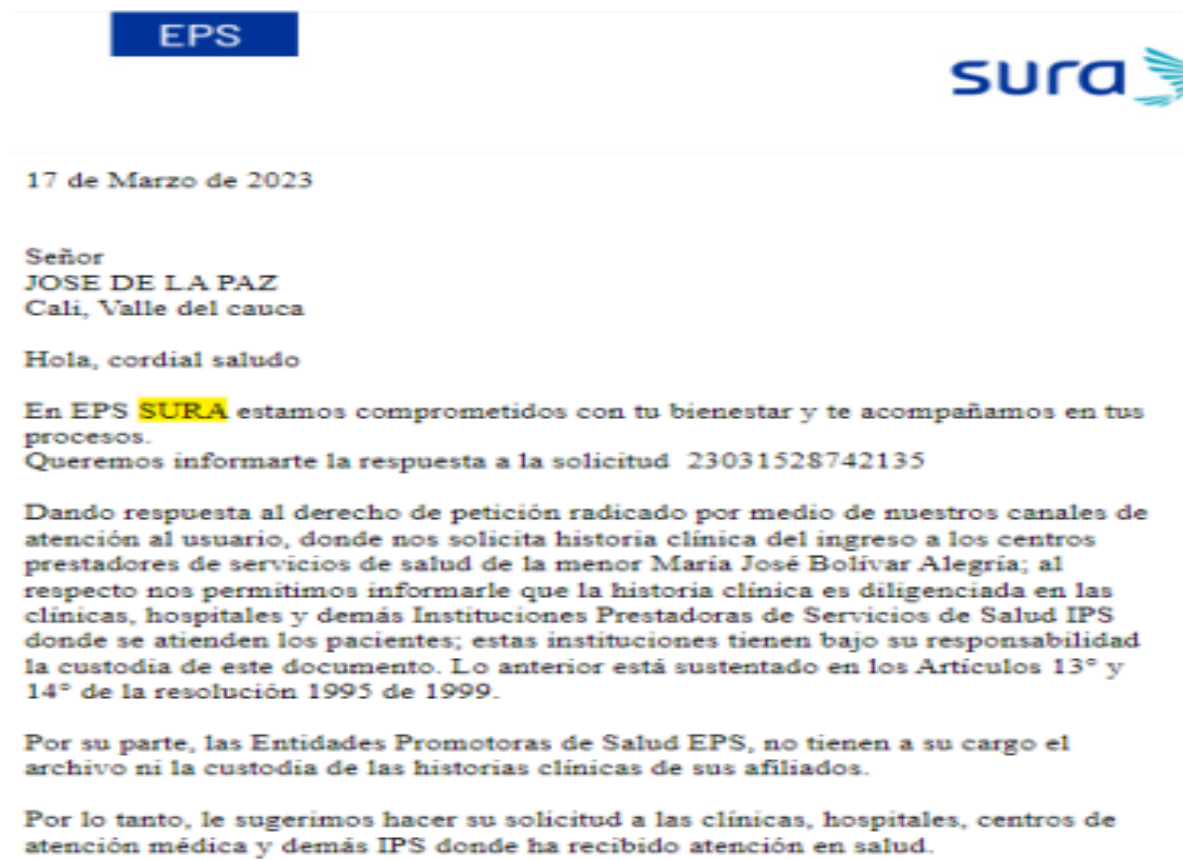 EPS
sura
17 de Marzo de 2023
Señor
JOSE DE LA PAZ
Cali, Valle del cauca
Hola, cordial saludo
En EPS SURA estamos comprometidos con tu bienestar y te acompañamos en tus
procesos.
Queremos informarte la respuesta a la solicitud 23031528742135
Dando respuesta al derecho de petición radicado por medio de nuestros canales de
atención al usuario, donde nos solicita historia clínica del ingreso a los centros
prestadores de servicios de salud de la menor María José Bolívar Alegría; al
respecto nos permitimos informarle que la historia clínica es diligenciada en las
clínicas, hospitales y demás Instituciones Prestadoras de Servicios de Salud IPS
donde se atienden los pacientes; estas instituciones tienen bajo su responsabilidad
la custodia de este documento. Lo anterior está sustentado en los Artículos 13° y
14° de la resolución 1995 de 1999.
Por su parte, las Entidades Promotoras de Salud EPS, no tienen a su cargo el
archivo ni la custodia de las historias clínicas de sus afiliados.
Por lo tanto, le sugerimos hacer su solicitud a las clínicas, hospitales, centros de
atención médica y demás IPS donde ha recibido atención en salud.